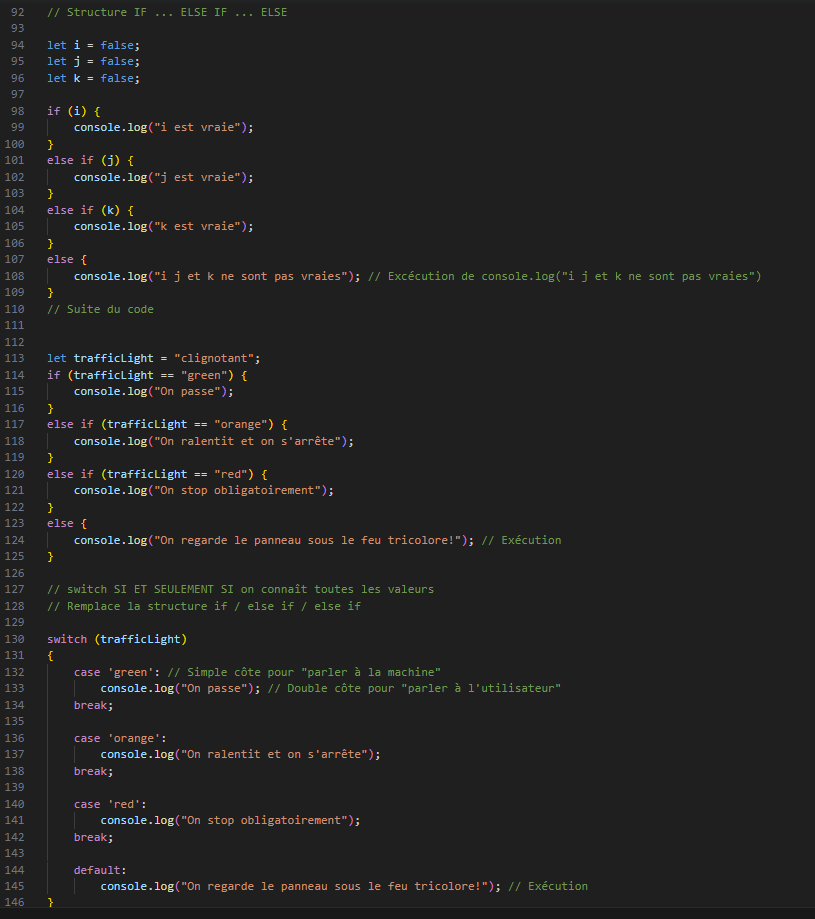 92 // Structure IF ... ELSE IF ... ELSE
93
94 let i = false;
95 let j = false;
96 let k = false;
97
98 if (i) {
99     console.log("i est vraie");
100 }
101 else if (j) {
102     console.log("j est vraie");
103 }
104 else if (k) {
105     console.log("k est vraie");
106 }
107 else {
108     console.log("i j et k ne sont pas vraies"); // Excécution de console.log("i j et k ne sont pas vraies")
109 }
110 // Suite du code
111
112
113 let trafficLight = "clignotant";
114 if (trafficLight == "green") {
115     console.log("On passe");
116 }
117 else if (trafficLight == "orange") {
118     console.log("On ralentit et on s'arrête");
119 }
120 else if (trafficLight == "red") {
121     console.log("On stop obligatoirement");
122 }
123 else {
124     console.log("On regarde le panneau sous le feu tricolore!"); // Exécution
125 }
126
127 // switch SI ET SEULEMENT SI on connaît toutes les valeurs
128 // Remplace la structure if / else if / else if
129
130 switch (trafficLight)
131 {
132     case 'green': // Simple côte pour "parler à la machine"
133         console.log("On passe"); // Double côte pour "parler à l'utilisateur"
134     break;
135
136     case 'orange':
137         console.log("On ralentit et on s'arrête");
138     break;
139
140     case 'red':
141         console.log("On stop obligatoirement");
142     break;
143
144     default:
145         console.log("On regarde le panneau sous le feu tricolore!"); // Exécution
146 }